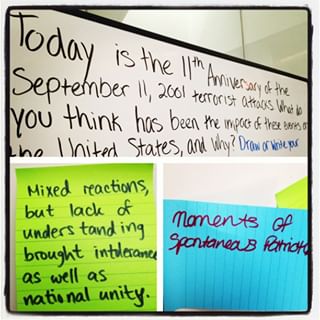 Today is the 11th Anniversary of the
September 11, 2001 terrorist attacks. What do
you think has been the impact of these events on
the United States, and why? Draw or write your
Mixed reactions,
but lack of
understanding
brought intolerance
as well as
national unity.
moments of
spontaneous